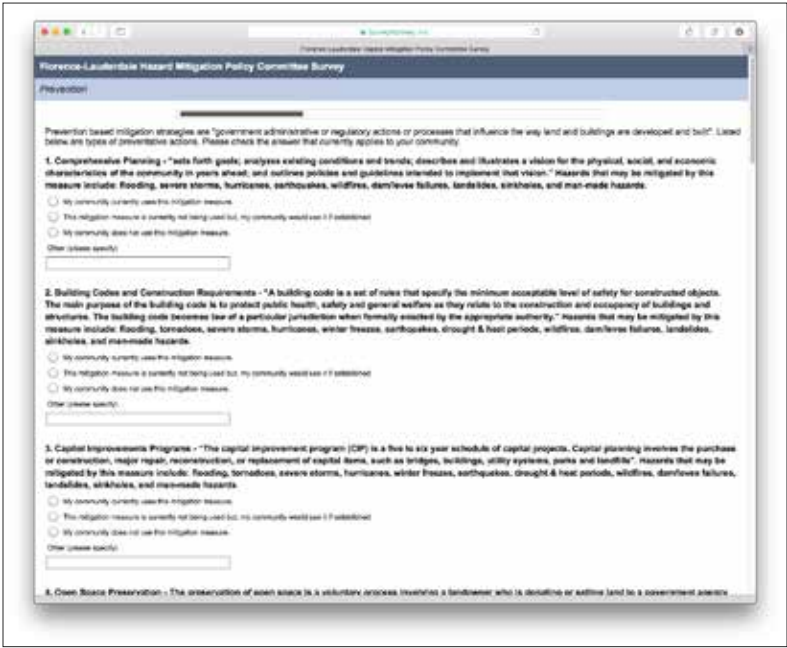 Florence-Lauderdale Hazard Mitigation Policy Committee Survey
Florence-Lauderdale Hazard Mitigation Policy Committee Survey
Prevention
Prevention based mitigation strategies are "government administrative or regulatory actions or processes that influence the way land and buildings are developed and built". Listed
below are types of preventative actions. Please check the answer that currently applies to your community.
1. Comprehensive Planning - "sets forth goals; analyzes existing conditions and trends; describes and illustrates a vision for the physical, social, and economic
characteristics of the community in years ahead; and outlines policies and guidelines intended to implement that vision." Hazards that may be mitigated by this
measure include: flooding, severe storms, hurricanes, earthquakes, wildfires, dam/levee failures, landslides, sinkholes, and man-made hazards.
My community currently uses this mitigation measure.
This mitigation measure is currently not being used but, my community would use it if established
My community does not use this mitigation measure.
Other (please specify)
2. Building Codes and Construction Requirements - "A building code is a set of rules that specify the minimum acceptable level of safety for constructed objects.
The main purpose of the building code is to protect public health, safety and general welfare as they relate to the construction and occupancy of buildings and
structures. The building code becomes law of a particular jurisdiction when formally enacted by the appropriate authority." Hazards that may be mitigated by this
measure include: flooding, tornadoes, severe storms, hurricanes, winter freezes, earthquakes, drought & heat periods, wildfires, dam/levee failures, landslides,
sinkholes, and man-made hazards.
My community currently uses this mitigation measure.
This mitigation measure is currently not being used but, my community would use it if established
My community does not use this mitigation measure.
Other (please specify)
3. Capital Improvements Programs - "The capital improvement program (CIP) is a five to six year schedule of capital projects. Capital planning involves the purchase
or construction, major repair, reconstruction, or replacement of capital items, such as bridges, buildings, utility systems, parks and landfills". Hazards that may be
mitigated by this measure include: flooding, tornadoes, severe storms, hurricanes, winter freezes, earthquakes, drought & heat periods, wildfires, dam/levee failures,
landslides, sinkholes, and man-made hazards.
My community currently uses this mitigation measure.
This mitigation measure is currently not being used but, my community would use it if established
My community does not use this mitigation measure.
Other (please specify)
4. Open Space Preservation - The preservation of open space is a voluntary process involving a landowner who is donating or selling land to a government agency